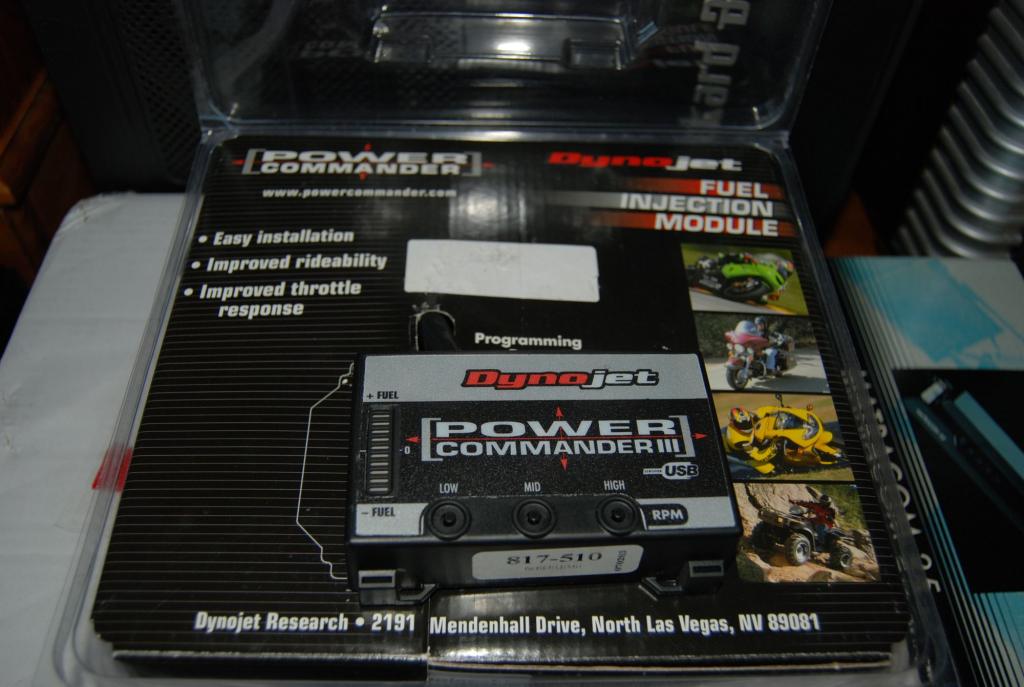 POWER
COMMANDER
www.powercommander.com
Dynojet
FUEL
INJECTION
MODULE
• Easy installation
• Improved rideability
• Improved throttle
response
Programming
Dynojet
+ FUEL
- 0
POWER
COMMANDER III
USB
LOW MID HIGH
- FUEL
RPM
817-510
Dynojet Research • 2191 Mendenhall Drive, North Las Vegas, NV 89081